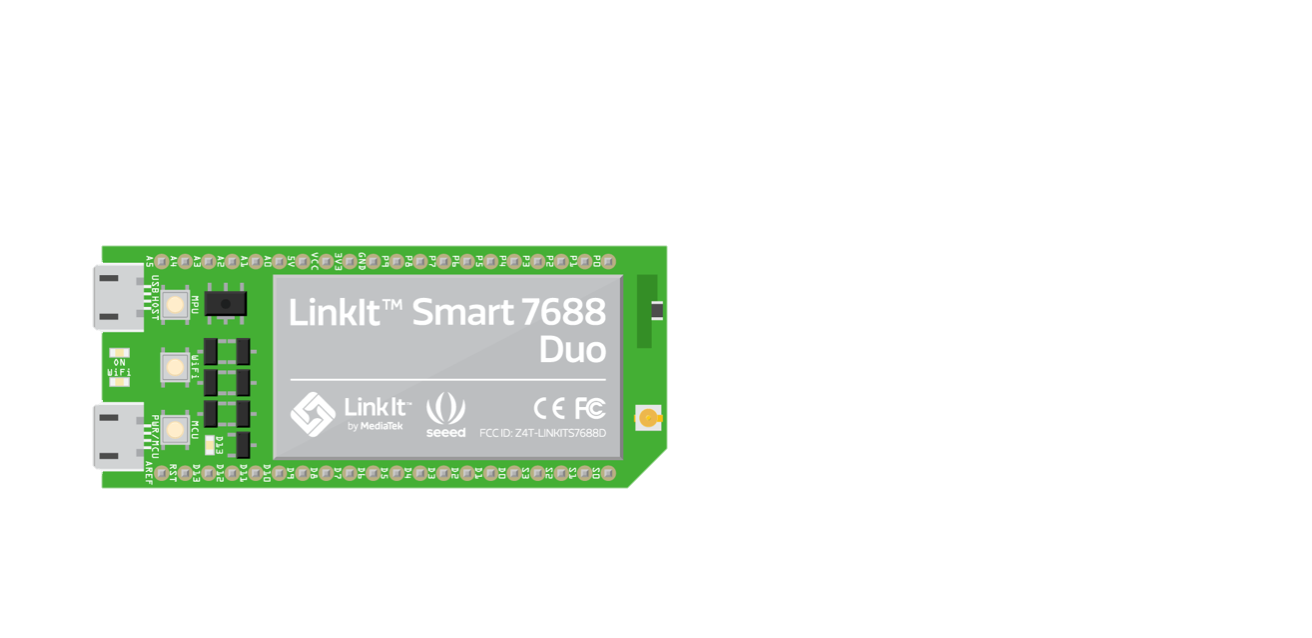 A5 A4 A3 A2 A1 A0 5V VCC 3V3 GND P9 P8 P7 P6 P5 P4 P3 P2 P1 P0
USB HOST
MPU
LinkIt™ Smart 7688
Duo
ON
WiFi
WiFi
LinkIt™
by MediaTek
seeed
CE FC
FCC ID: Z4T-LINKITS7688D
PWR/MCU
MCU
D13
AREF RST D13 D12 D11 D10 D9 D8 D7 D6 D5 D4 D3 D2 D1 D0 S3 S2 S1 S0